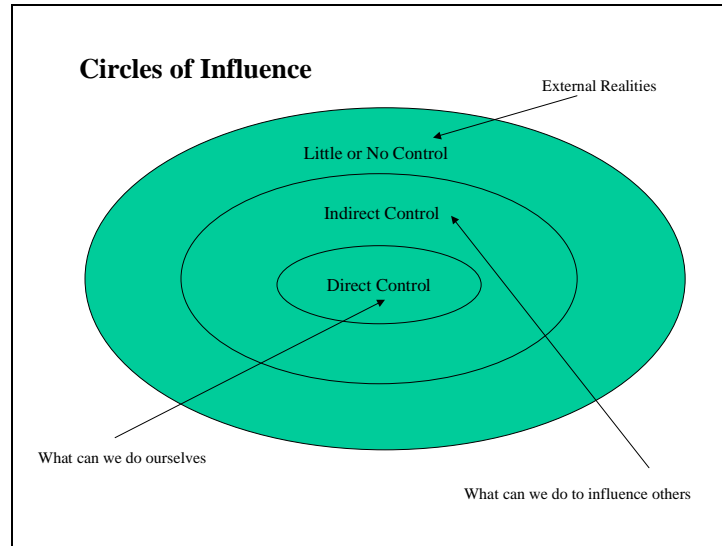 Circles of Influence
External Realities
Little or No Control
Indirect Control
Direct Control
What can we do ourselves
What can we do to influence others